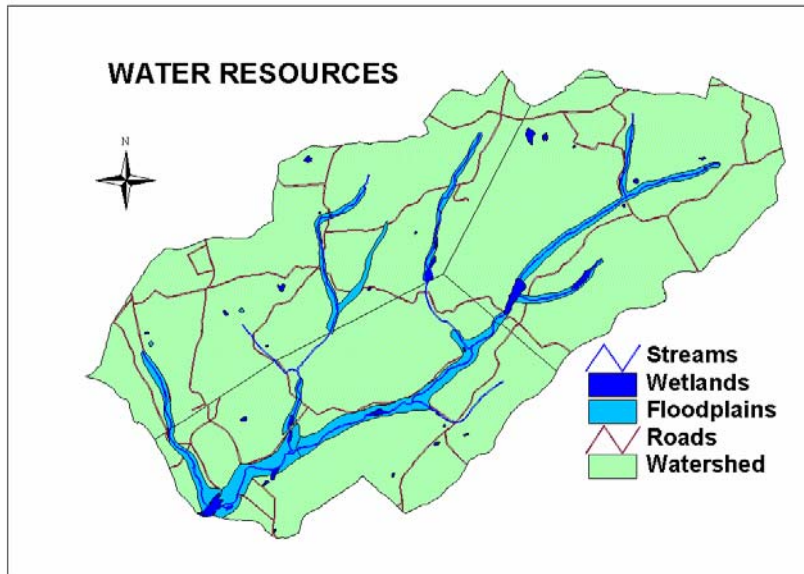 WATER RESOURCES
N
Streams
Wetlands
Floodplains
Roads
Watershed